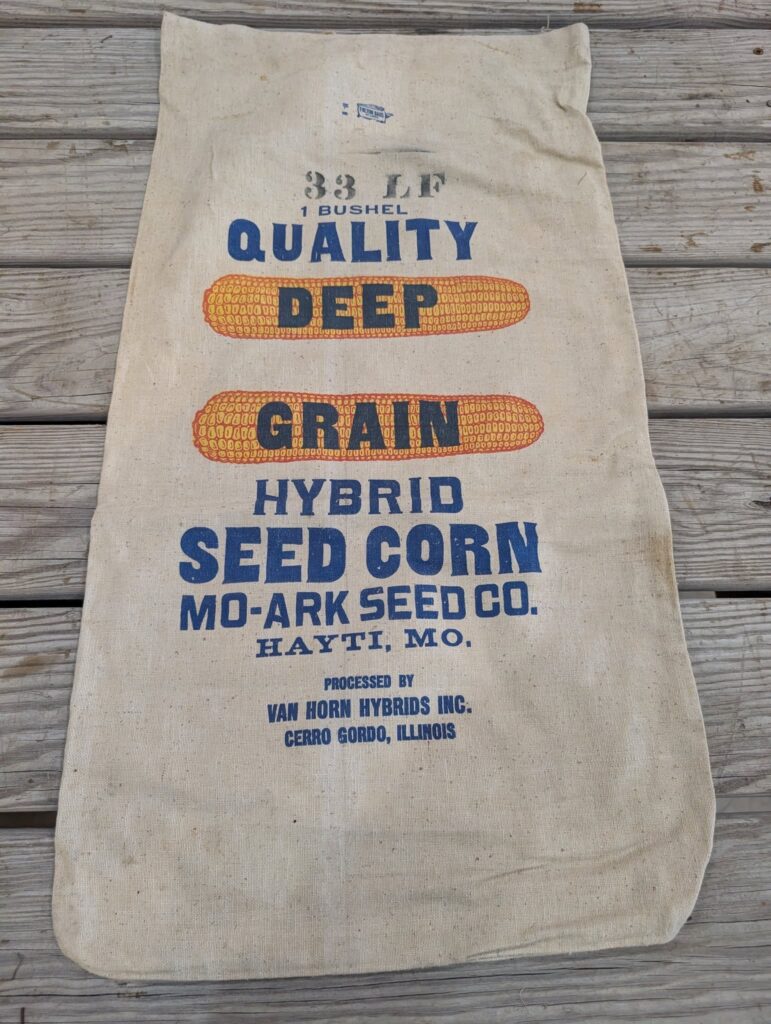 33 LF
1 BUSHEL
QUALITY
DEEP
GRAIN
HYBRID
SEED CORN
MO-ARK SEED CO.
HAYTI, MO.
PROCESSED BY
VAN HORN HYBRIDS INC.
CERRO GORDO, ILLINOIS